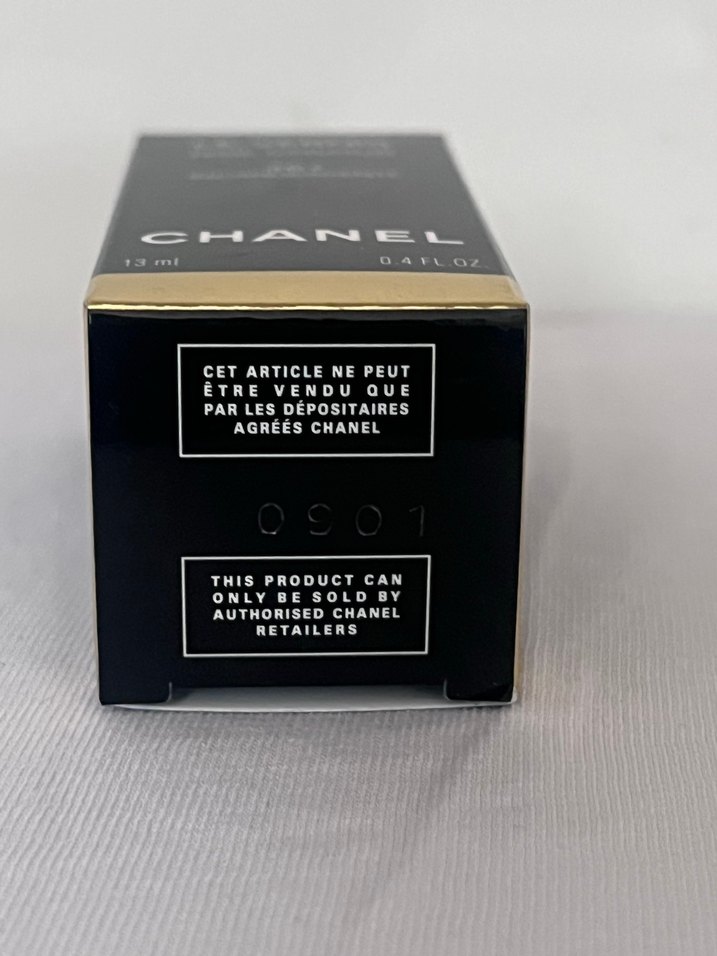 CHANEL
13 ml 0.4 FL.OZ.
CET ARTICLE NE PEUT
ÊTRE VENDU QUE
PAR LES DÉPOSITAIRES
AGRÉÉS CHANEL
0901
THIS PRODUCT CAN
ONLY BE SOLD BY
AUTHORISED CHANEL
RETAILERS